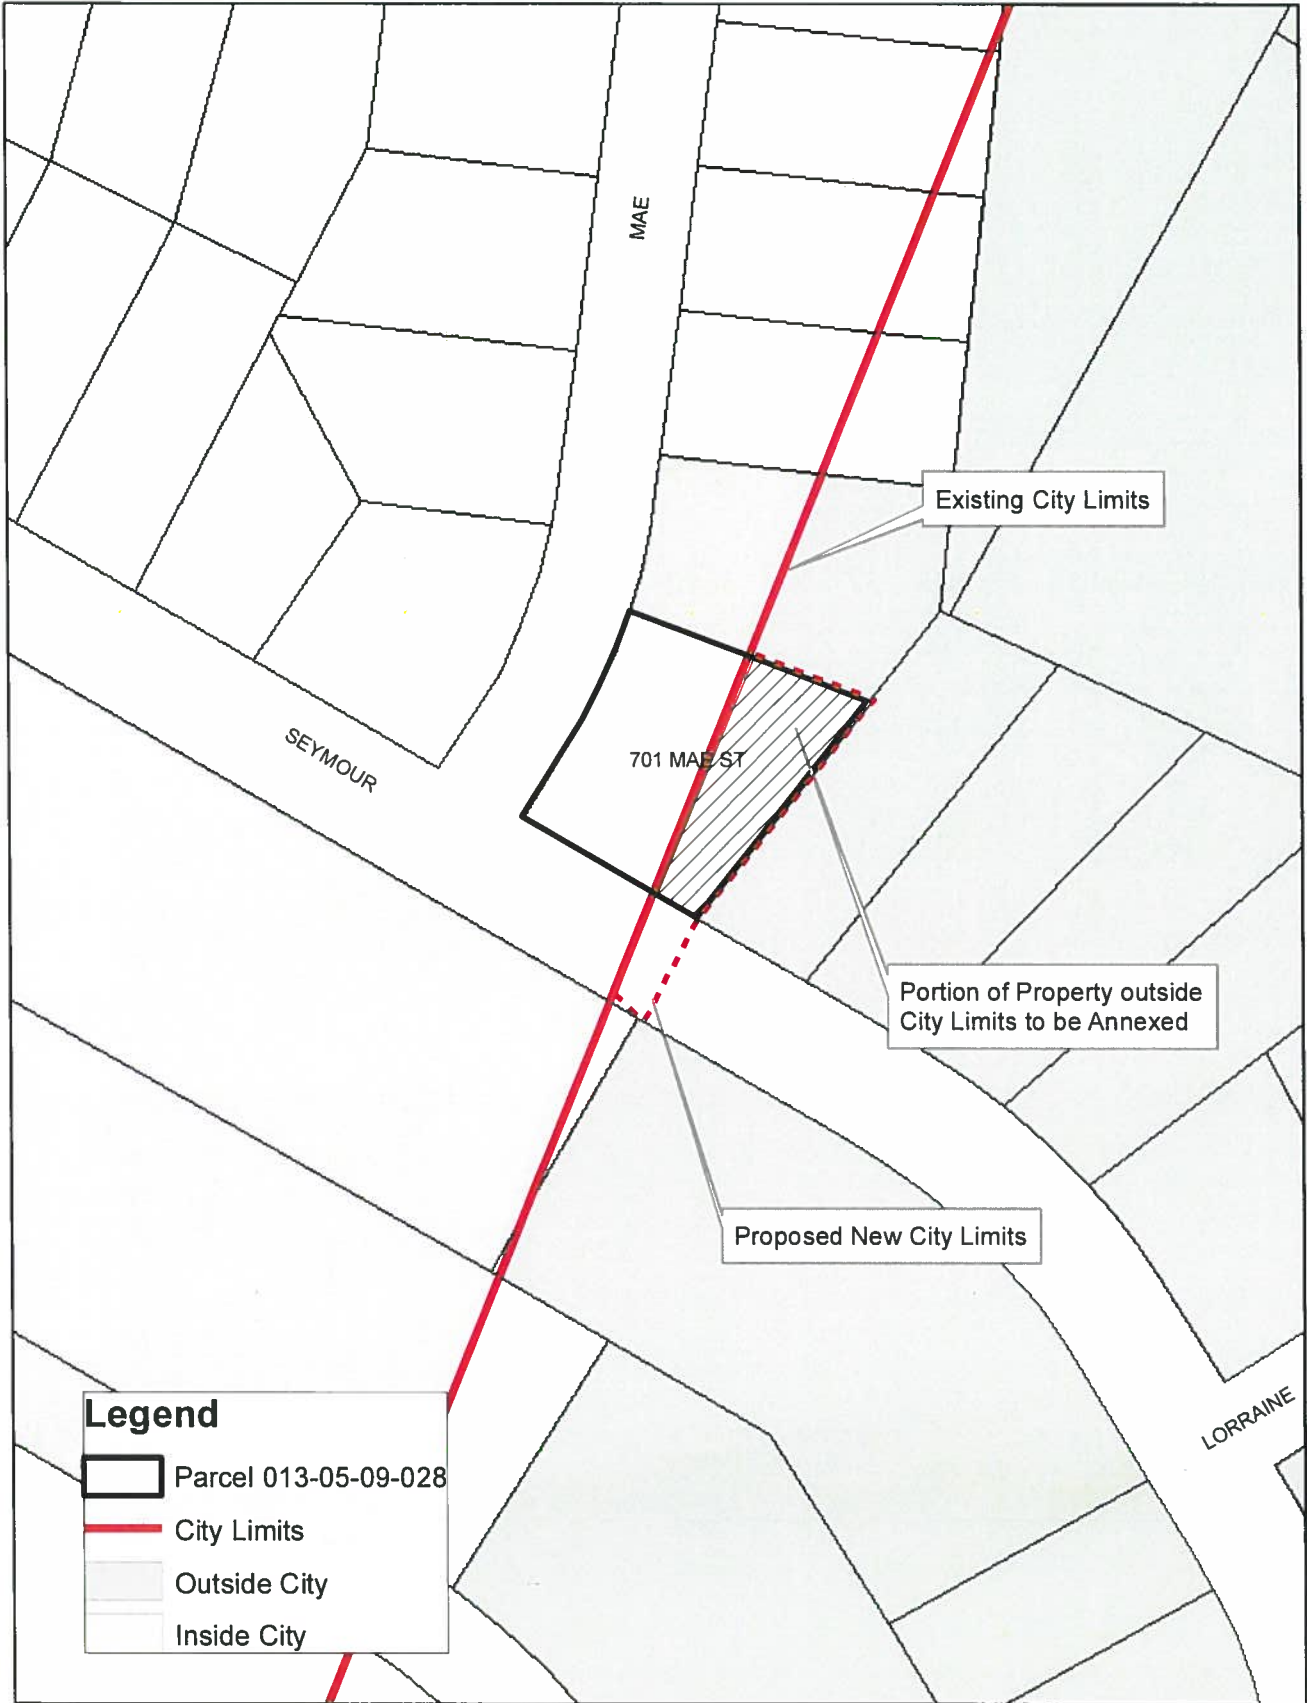 MAE
Existing City Limits
SEYMOUR
701 MAE ST
Portion of Property outside
City Limits to be Annexed
Proposed New City Limits
LORRAINE
Legend
Parcel 013-05-09-028
City Limits
Outside City
Inside City